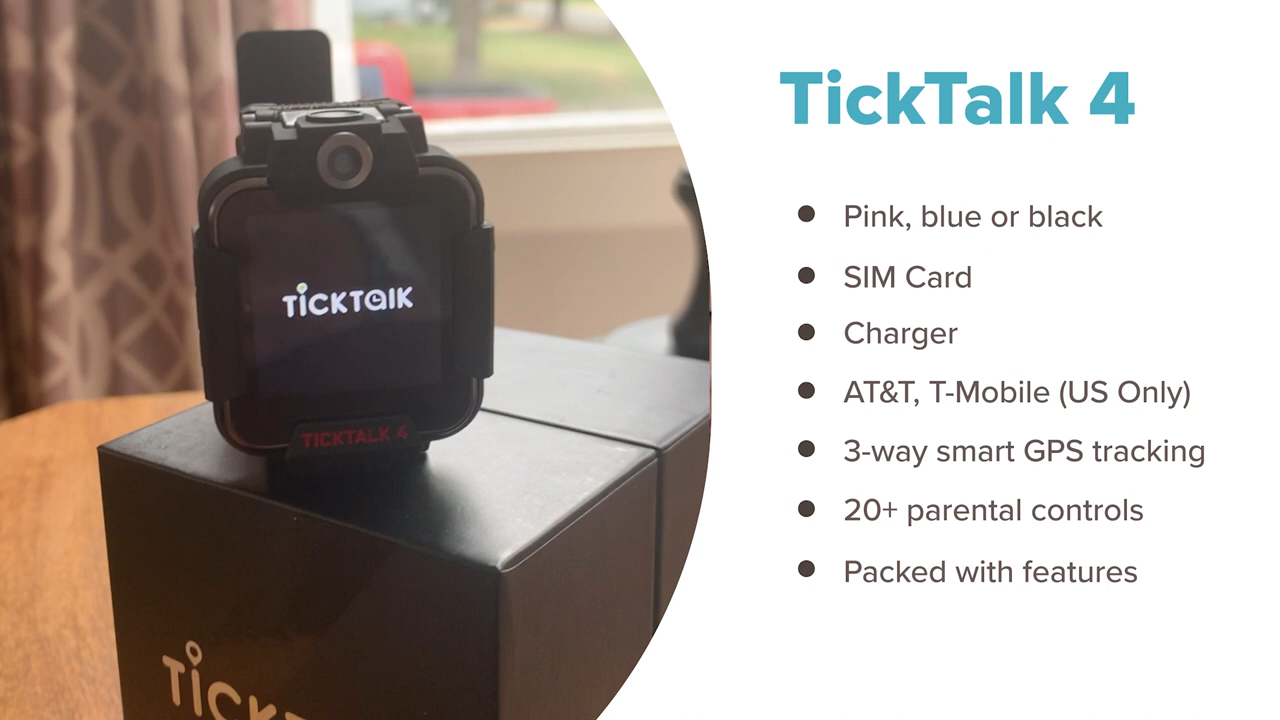 TickTalk 4
Pink, blue or black
SIM Card
Charger
AT&T, T-Mobile (US Only)
3-way smart GPS tracking
20+ parental controls
Packed with features
TICKTALK
TICKTALK 4